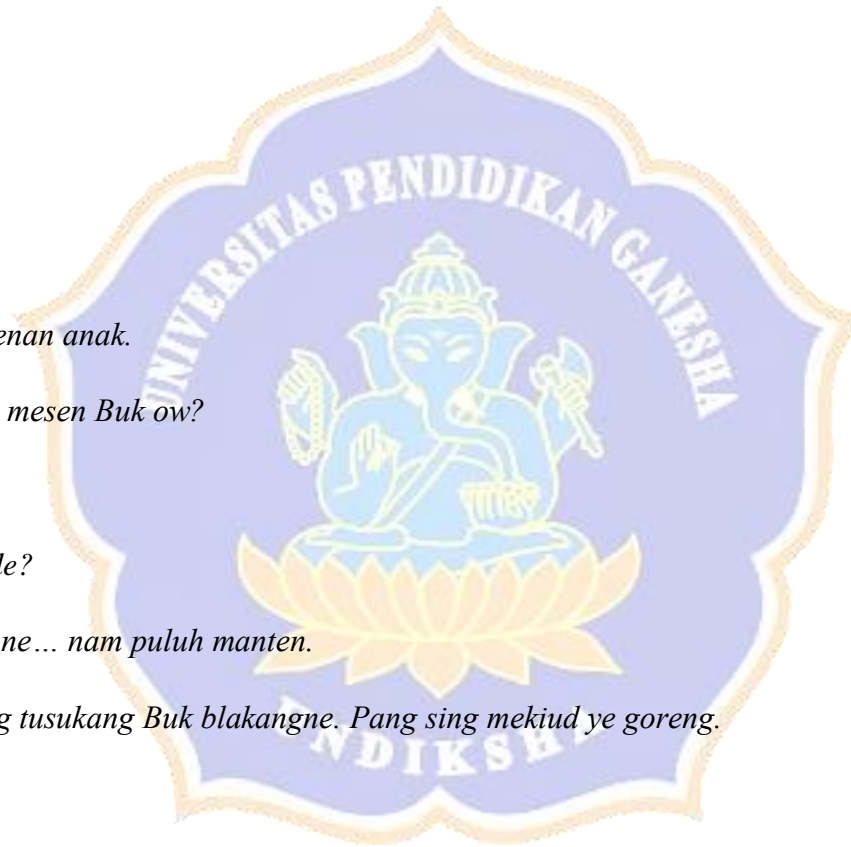 UNIVERSITAS PENDIDIKAN GANESHA
enan anak.
mesen Buk ow?
le?
ne… nam puluh manten.
g tusukang Buk blakangne. Pang sing mekiud ye goreng.
UNDIKSHA